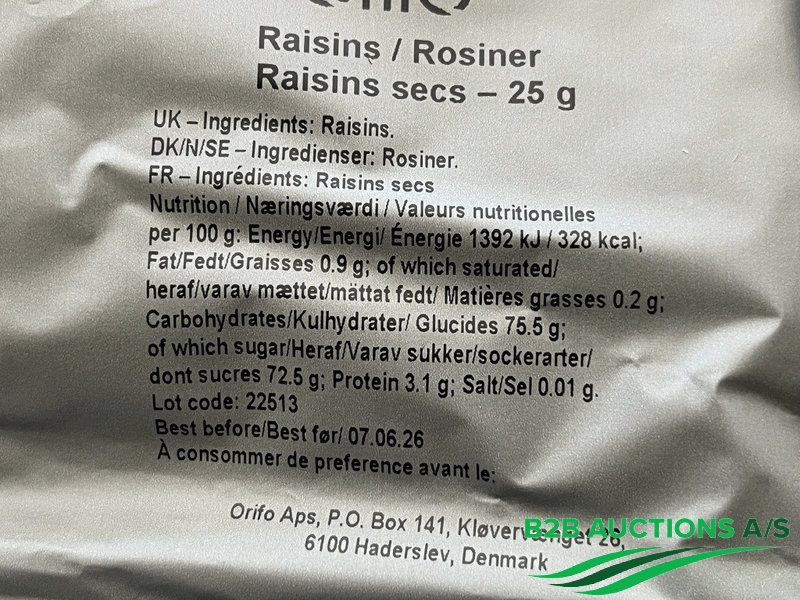 Raisins / Rosiner
Raisins secs – 25 g
UK – Ingredients: Raisins.
DK/N/SE – Ingredienser: Rosiner.
FR – Ingrédients: Raisins secs
Nutrition / Næringsværdi / Valeurs nutritionelles
per 100 g: Energy/Energi/ Énergie 1392 kJ / 328 kcal;
Fat/Fedt/Graisses 0.9 g; of which saturated/
heraf/varav mættet/mättat fedt/ Matières grasses 0.2 g;
Carbohydrates/Kulhydrater/ Glucides 75.5 g;
of which sugar/Heraf/Varav sukker/sockerarter/
dont sucres 72.5 g; Protein 3.1 g; Salt/Sel 0.01 g.
Lot code: 22513
Best before/Best før/ 07.06.26
À consommer de preference avant le:
Orifo Aps, P.O. Box 141, 26,
6100 Haderslev, Denmark
B2B AUCTIONS A/S